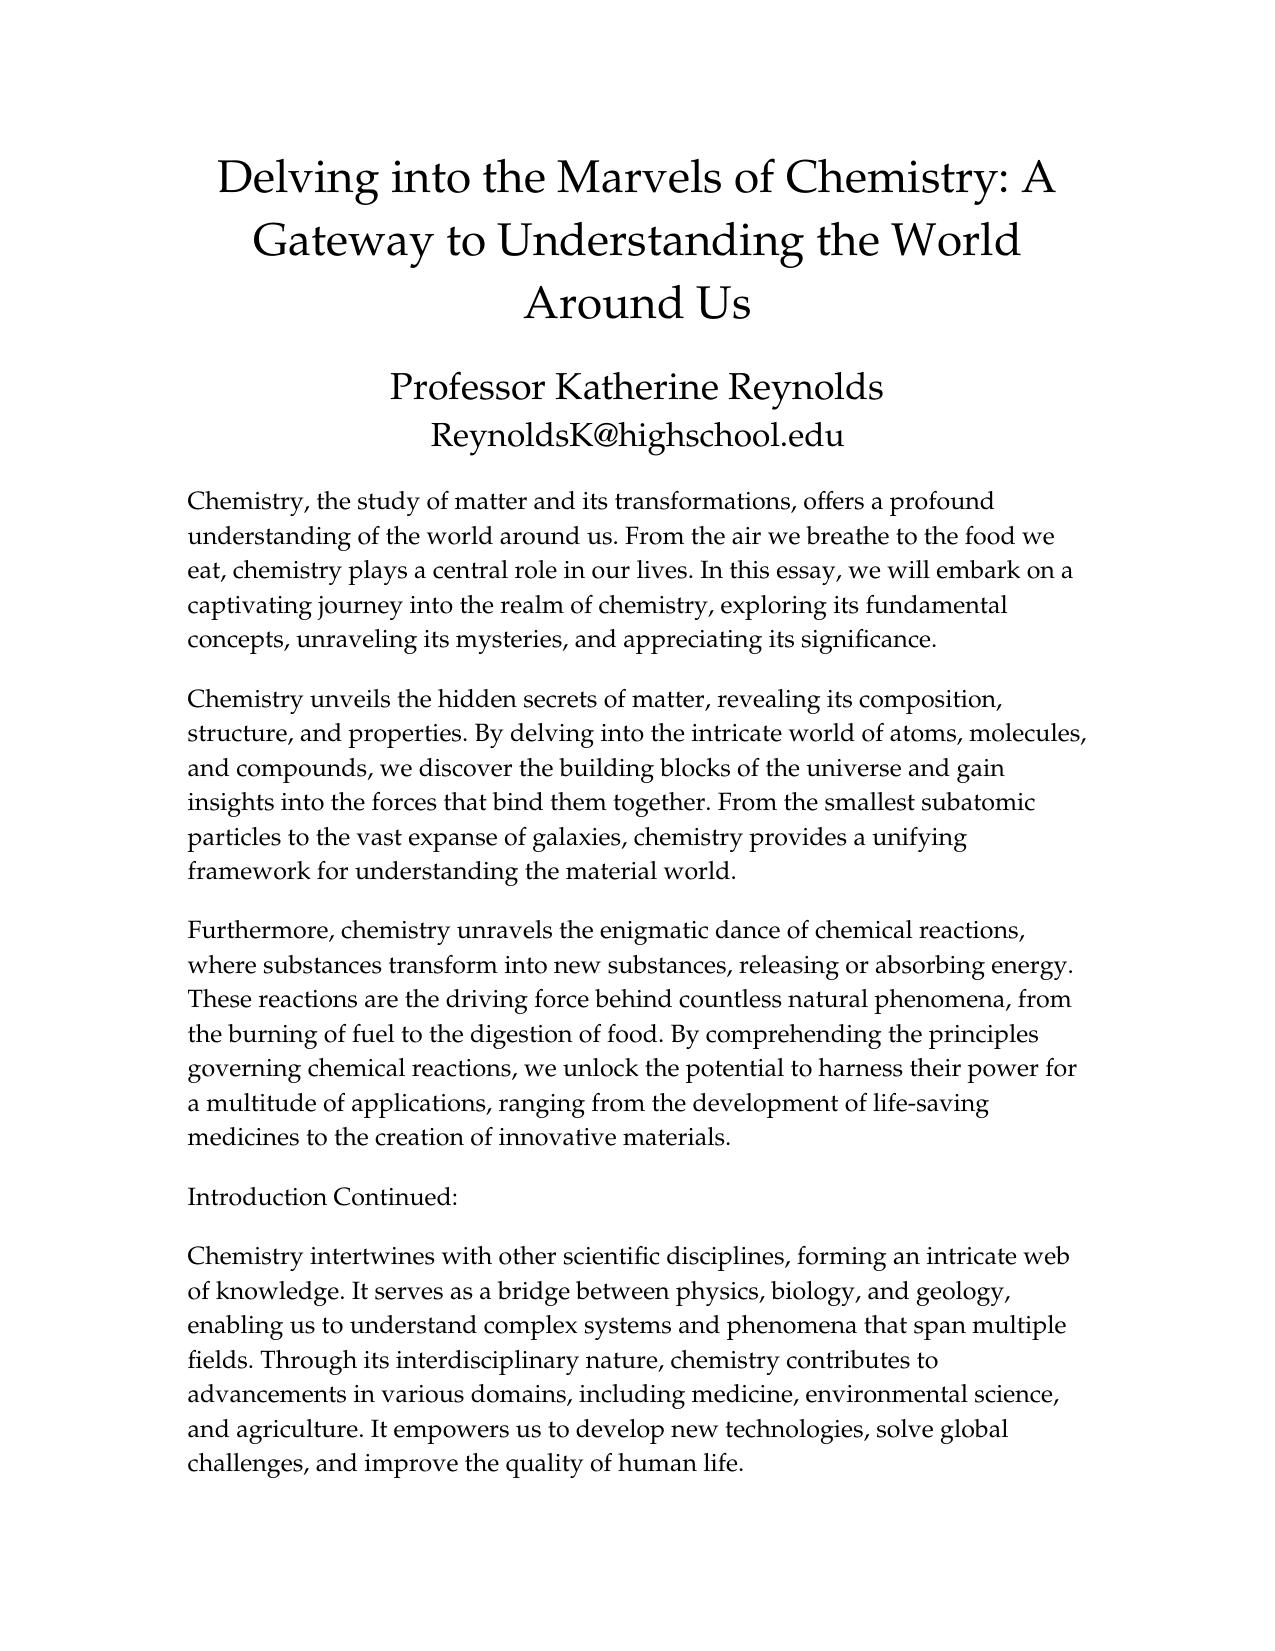 Delving into the Marvels of Chemistry: A
Gateway to Understanding the World
Around Us
Professor Katherine Reynolds
ReynoldsK@highschool.edu
Chemistry, the study of matter and its transformations, offers a profound
understanding of the world around us. From the air we breathe to the food we
eat, chemistry plays a central role in our lives. In this essay, we will embark on a
captivating journey into the realm of chemistry, exploring its fundamental
concepts, unraveling its mysteries, and appreciating its significance.
Chemistry unveils the hidden secrets of matter, revealing its composition,
structure, and properties. By delving into the intricate world of atoms, molecules,
and compounds, we discover the building blocks of the universe and gain
insights into the forces that bind them together. From the smallest subatomic
particles to the vast expanse of galaxies, chemistry provides a unifying
framework for understanding the material world.
Furthermore, chemistry unravels the enigmatic dance of chemical reactions,
where substances transform into new substances, releasing or absorbing energy.
These reactions are the driving force behind countless natural phenomena, from
the burning of fuel to the digestion of food. By comprehending the principles
governing chemical reactions, we unlock the potential to harness their power for
a multitude of applications, ranging from the development of life-saving
medicines to the creation of innovative materials.
Introduction Continued:
Chemistry intertwines with other scientific disciplines, forming an intricate web
of knowledge. It serves as a bridge between physics, biology, and geology,
enabling us to understand complex systems and phenomena that span multiple
fields. Through its interdisciplinary nature, chemistry contributes to
advancements in various domains, including medicine, environmental science,
and agriculture. It empowers us to develop new technologies, solve global
challenges, and improve the quality of human life.